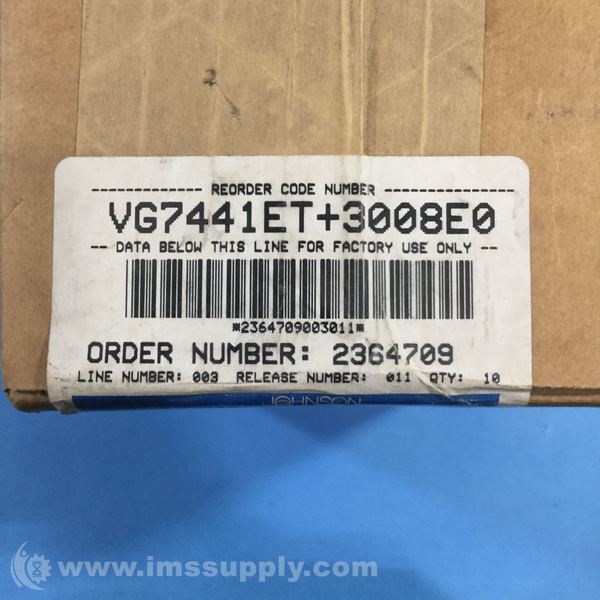 REORDER CODE NUMBER
VG7441ET+3008E0
-- DATA BELOW THIS LINE FOR FACTORY USE ONLY --
*2364709003011*
ORDER NUMBER: 2364709
LINE NUMBER: 003 RELEASE NUMBER: 011 QTY: 10
JOHNSON
www.imssupply.com